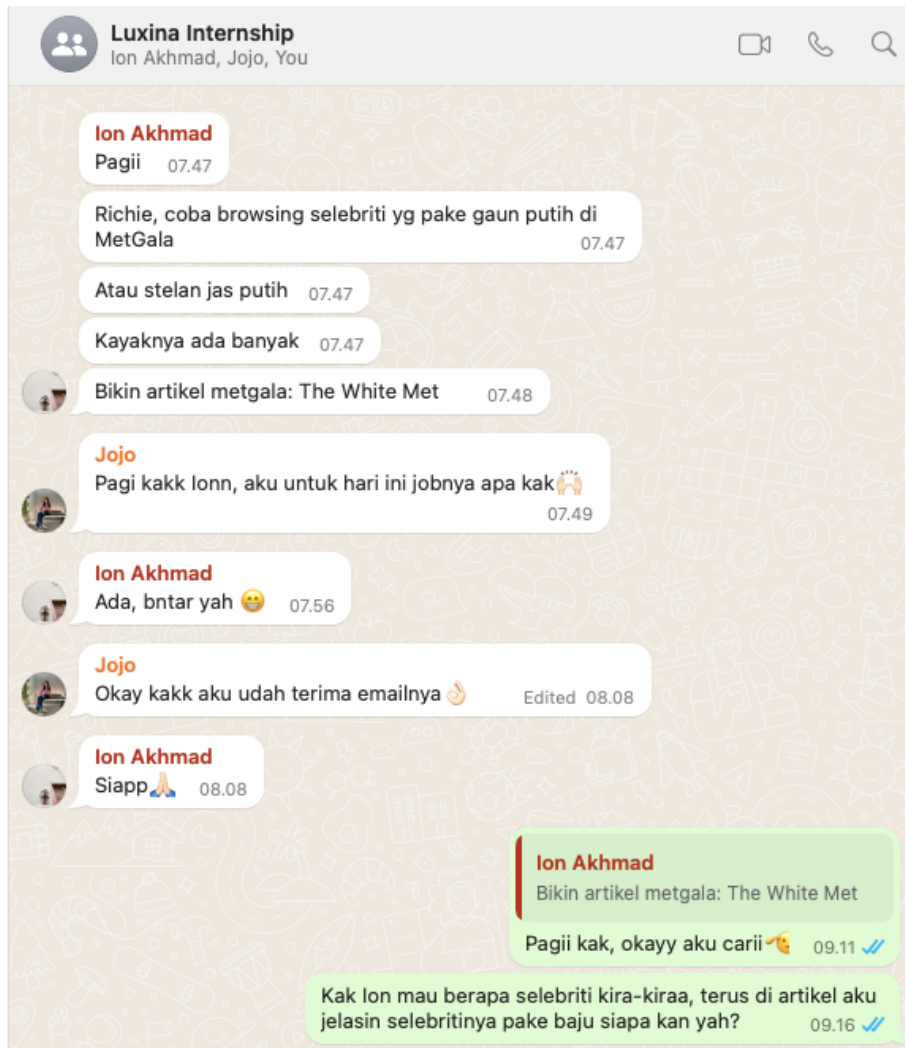 Luxina Internship
Ion Akhmad, Jojo, You
Ion Akhmad
Pagii 07.47
Richie, coba browsing selebriti yg pake gaun putih di
MetGala 07.47
Atau stelan jas putih 07.47
Kayaknya ada banyak 07.47
Bikin artikel metgala: The White Met 07.48
Jojo
Pagi kakk Ionn, aku untuk hari ini jobnya apa kak🙌🏻
07.49
Ion Akhmad
Ada, bntar yah 😁 07.56
Jojo
Okay kakk aku udah terima emailnya👌🏻 Edited 08.08
Ion Akhmad
Siapp🙏🏻 08.08
Ion Akhmad
Bikin artikel metgala: The White Met
Pagii kak, okayy aku carii🫡 09.11
Kak Ion mau berapa selebriti kira-kiraa, terus di artikel aku
jelasin selebritinya pake baju siapa kan yah? 09.16